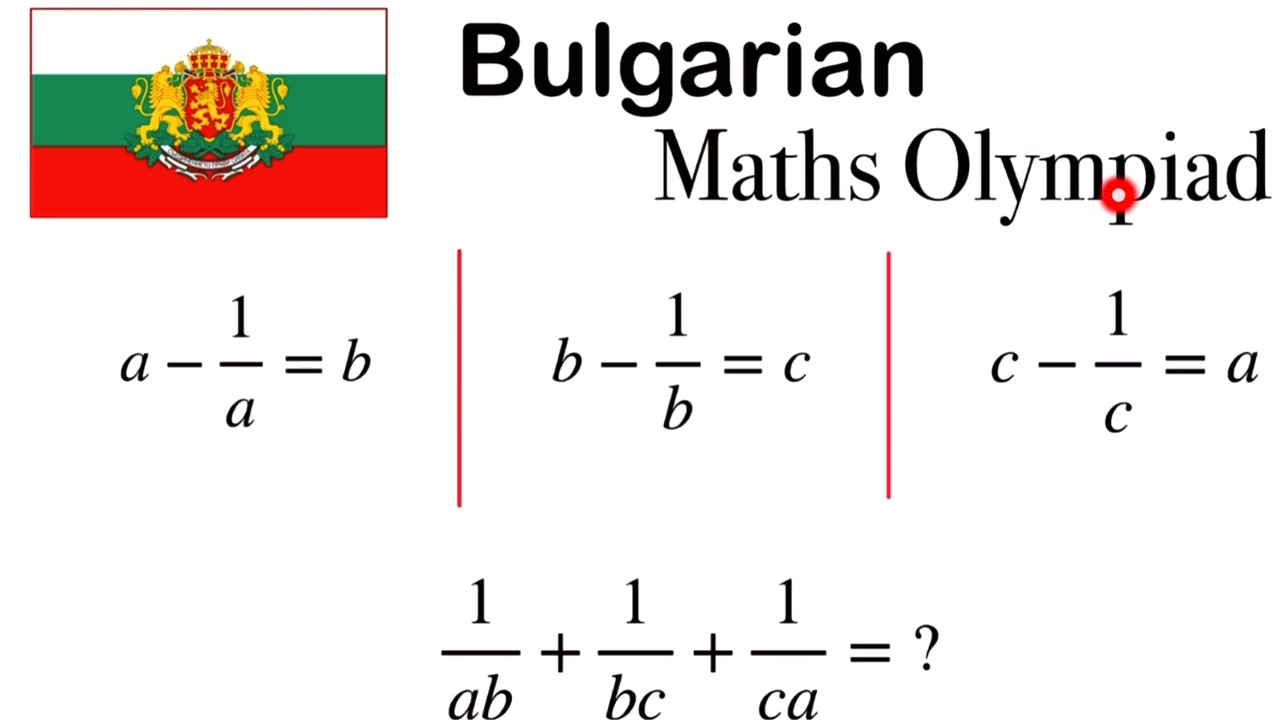 Bulgarian
Maths Olympiad
a − 1/a = b
b − 1/b = c
c − 1/c = a
1/ab + 1/bc + 1/ca = ?